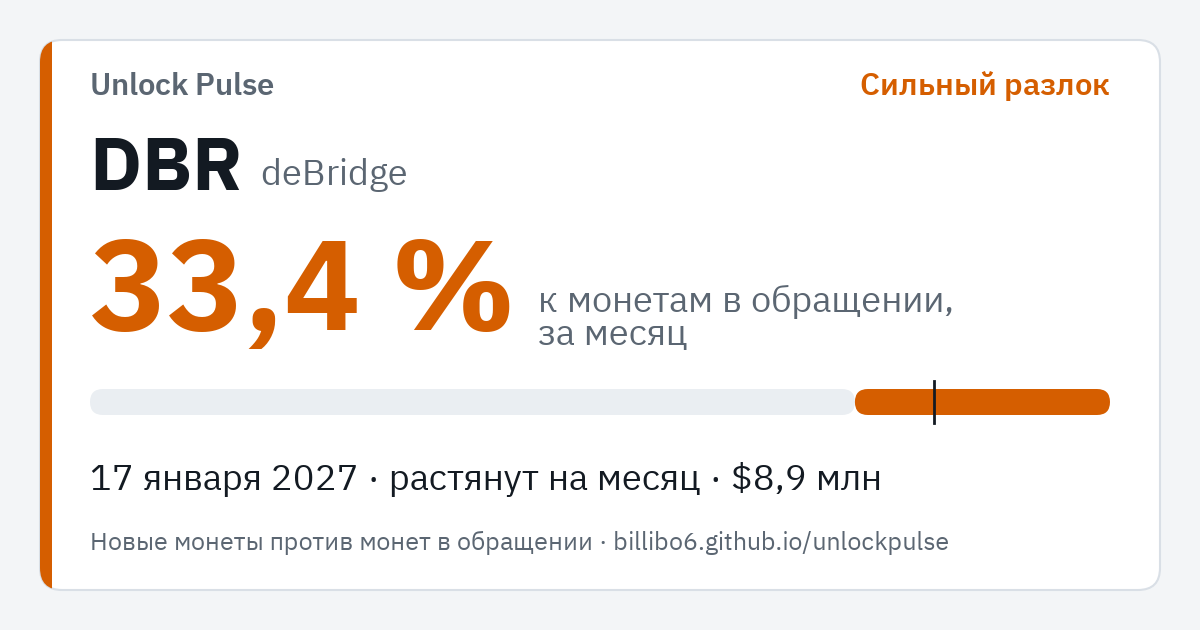 Unlock Pulse
Сильный разлок
DBR deBridge
33,4 % к монетам в обращении,
за месяц
17 января 2027 · растянут на месяц · $8,9 млн
Новые монеты против монет в обращении · billibo6.github.io/unlockpulse